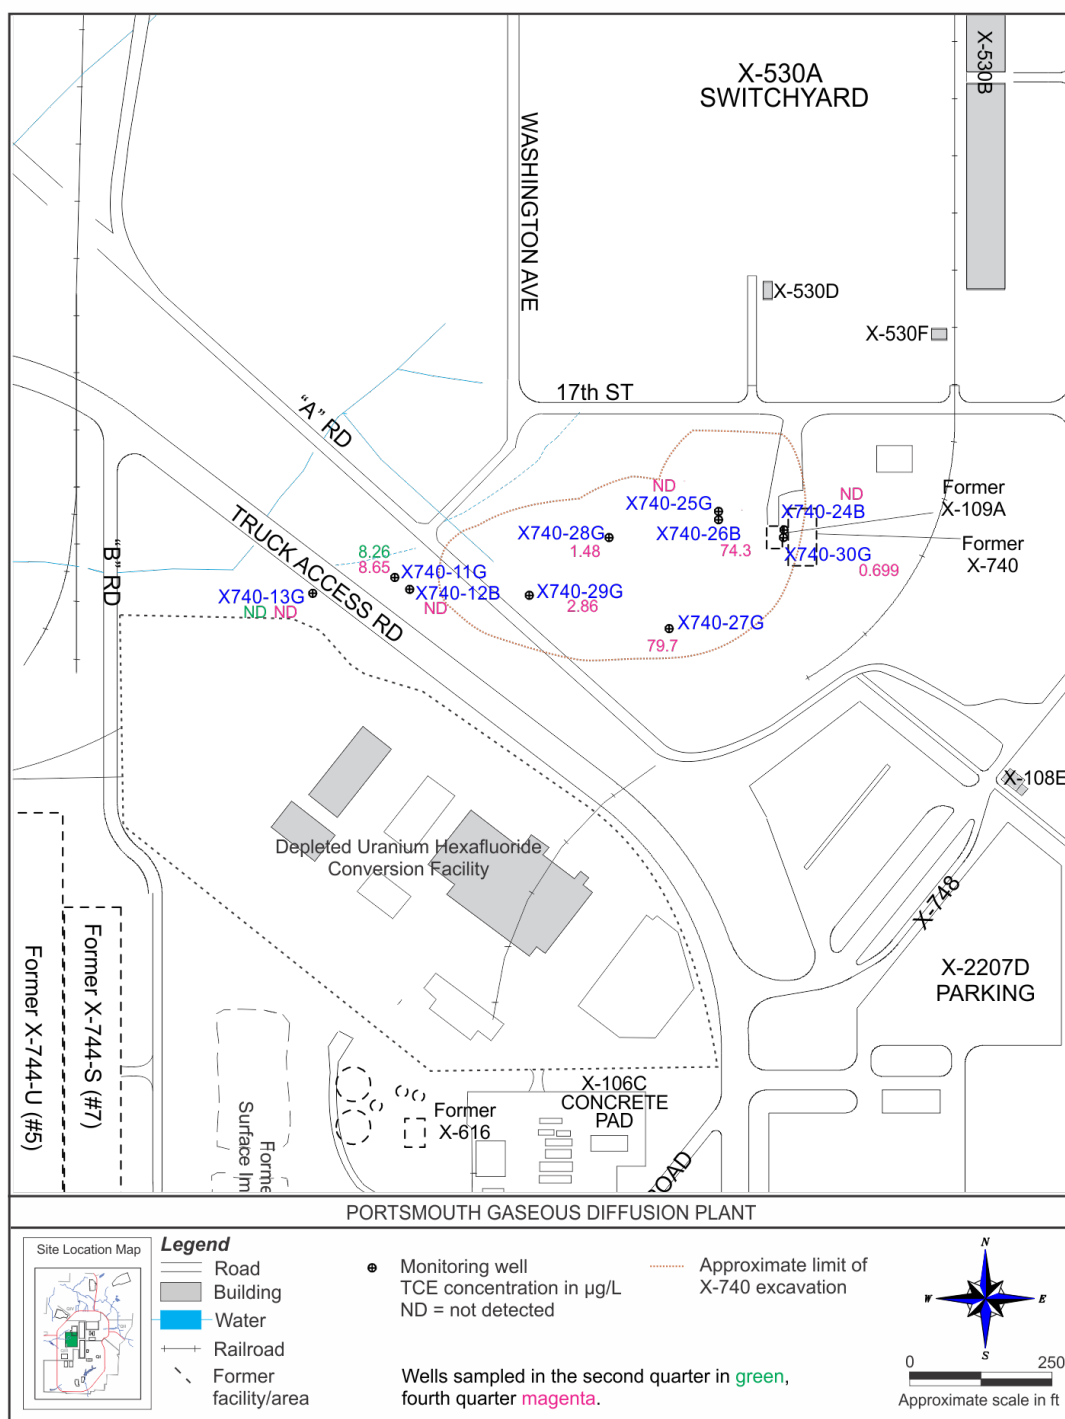 X-530A
SWITCHYARD
X-530B
WASHINGTON AVE
X-530D
X-530F
17th ST
"A" RD
ND
X740-25G
X740-26B
74.3
X740-28G
1.48
ND
X740-24B
X740-30G
0.699
Former
X-109A
Former
X-740
TRUCK ACCESS RD
"B" RD
8.26
8.65
X740-11G
X740-12B
ND
X740-13G
ND ND
X740-29G
2.86
X740-27G
79.7
X-108E
Depleted Uranium Hexafluoride
Conversion Facility
X-748
X-2207D
PARKING
Former X-744-U (#5)
Former X-744-S (#7)
Surface Im
Forme
Former
X-616
X-106C
CONCRETE
PAD
ROAD
PORTSMOUTH GASEOUS DIFFUSION PLANT
Site Location Map
Legend
Road
Building
Water
Railroad
Former
facility/area
Monitoring well
TCE concentration in µg/L
ND = not detected
Approximate limit of
X-740 excavation
Wells sampled in the second quarter in green,
fourth quarter magenta.
N
W E
S
0 250
Approximate scale in ft